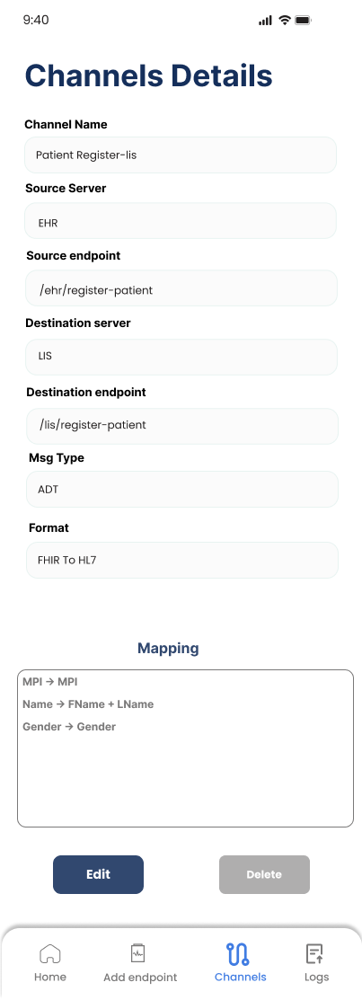 9:40
Channels Details
Channel Name
Patient Register-lis
Source Server
EHR
Source endpoint
/ehr/register-patient
Destination server
LIS
Destination endpoint
/lis/register-patient
Msg Type
ADT
Format
FHIR To HL7
Mapping
MPI → MPI
Name → FName + LName
Gender → Gender
Edit Delete
Home Add endpoint Channels Logs